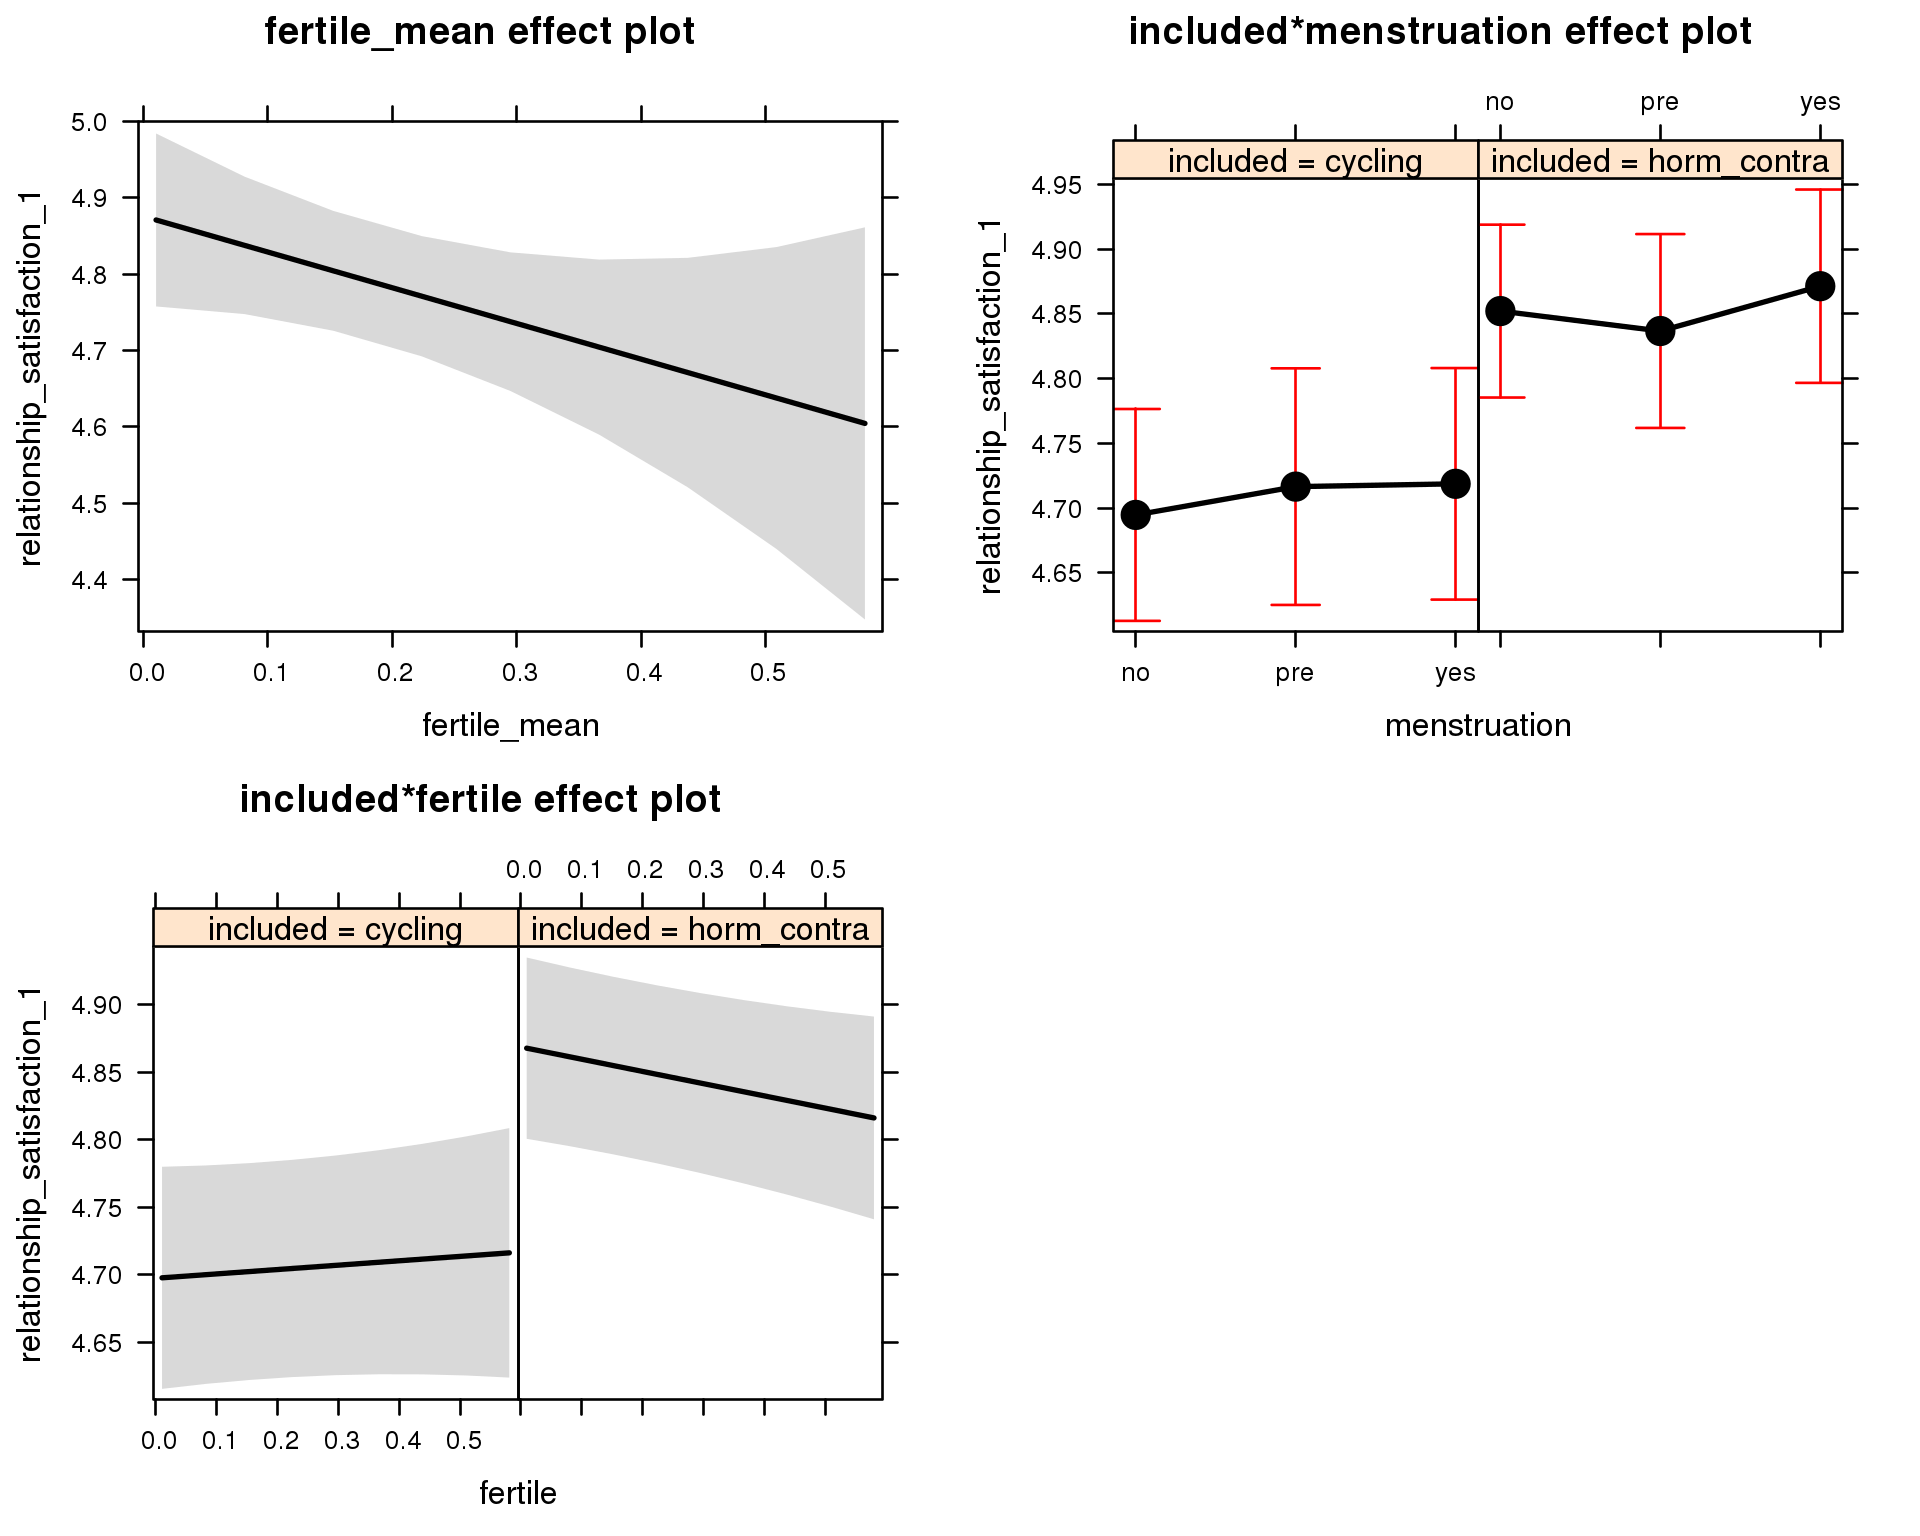 fertile_mean effect plot
relationship_satisfaction_1
5.0
4.9
4.8
4.7
4.6
4.5
4.4
0.0 0.1 0.2 0.3 0.4 0.5
fertile_mean
included*menstruation effect plot
no pre yes
included = cycling included = horm_contra
relationship_satisfaction_1
4.95
4.90
4.85
4.80
4.75
4.70
4.65
no pre yes
menstruation
included*fertile effect plot
0.0 0.1 0.2 0.3 0.4 0.5
included = cycling included = horm_contra
relationship_satisfaction_1
4.90
4.85
4.80
4.75
4.70
4.65
0.0 0.1 0.2 0.3 0.4 0.5
fertile